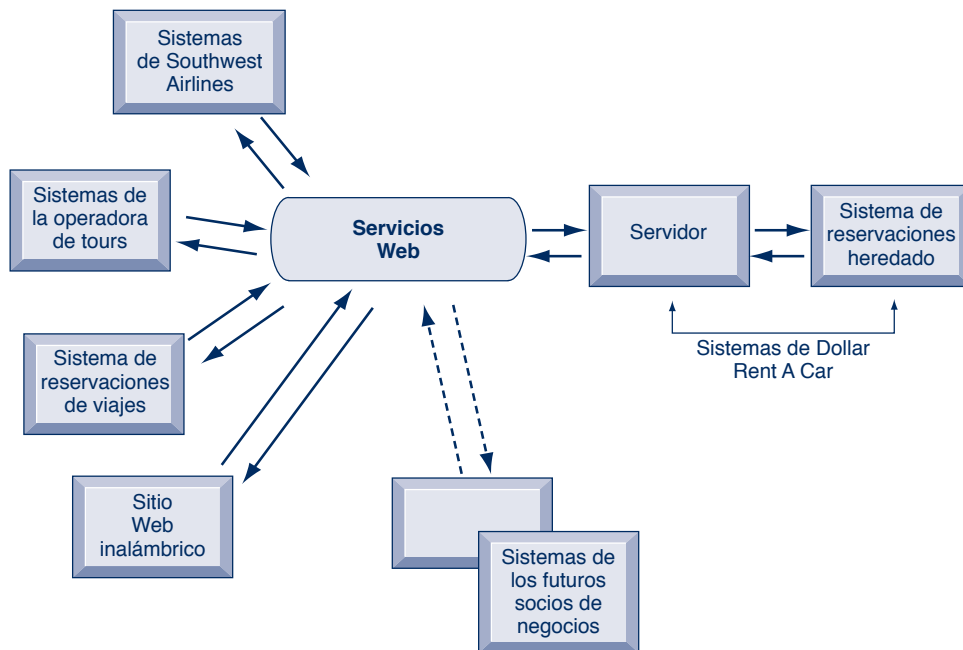 Sistemas
de Southwest
Airlines
Sistemas de
la operadora
de tours
Servicios
Web
Servidor
Sistema de
reservaciones
heredado
Sistemas de Dollar
Rent A Car
Sistema de
reservaciones
de viajes
Sitio
Web
inalámbrico
Sistemas de
los futuros
socios de
negocios